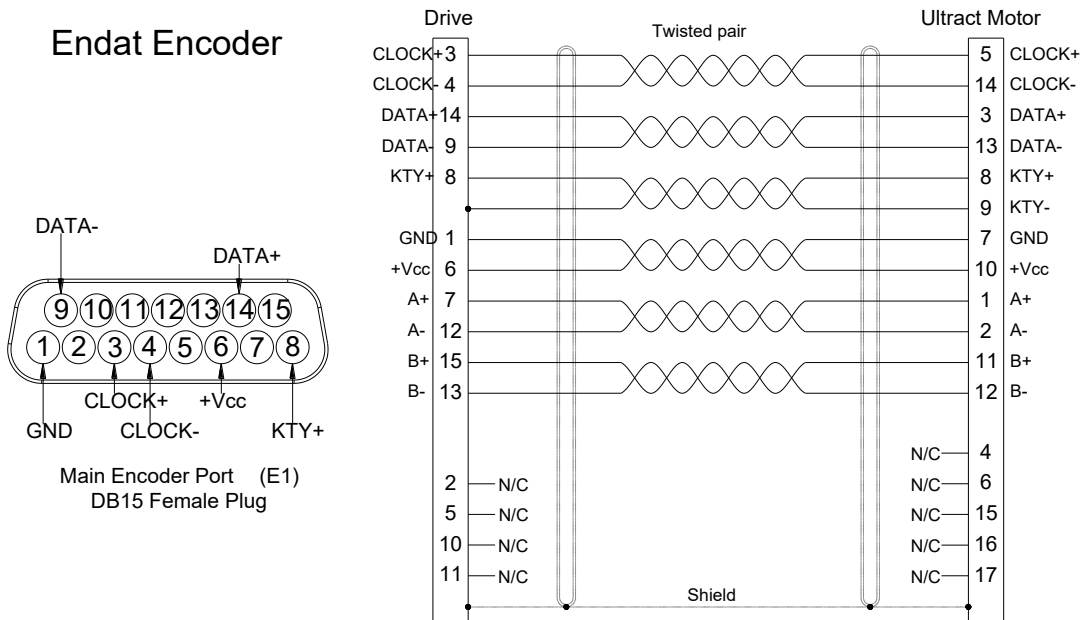 Endat Encoder
Drive
Twisted pair
Ultract Motor
CLOCK+ 3 5 CLOCK+
CLOCK- 4 14 CLOCK-
DATA+ 14 3 DATA+
DATA- 9 13 DATA-
KTY+ 8 8 KTY+
9 KTY-
GND 1 7 GND
+Vcc 6 10 +Vcc
A+ 7 1 A+
A- 12 2 A-
B+ 15 11 B+
B- 13 12 B-
N/C 4
2 N/C N/C 6
5 N/C N/C 15
10 N/C N/C 16
11 N/C N/C 17
Shield
DATA-
DATA+
9 10 11 12 13 14 15
1 2 3 4 5 6 7 8
CLOCK+ +Vcc
GND CLOCK- KTY+
Main Encoder Port (E1)
DB15 Female Plug